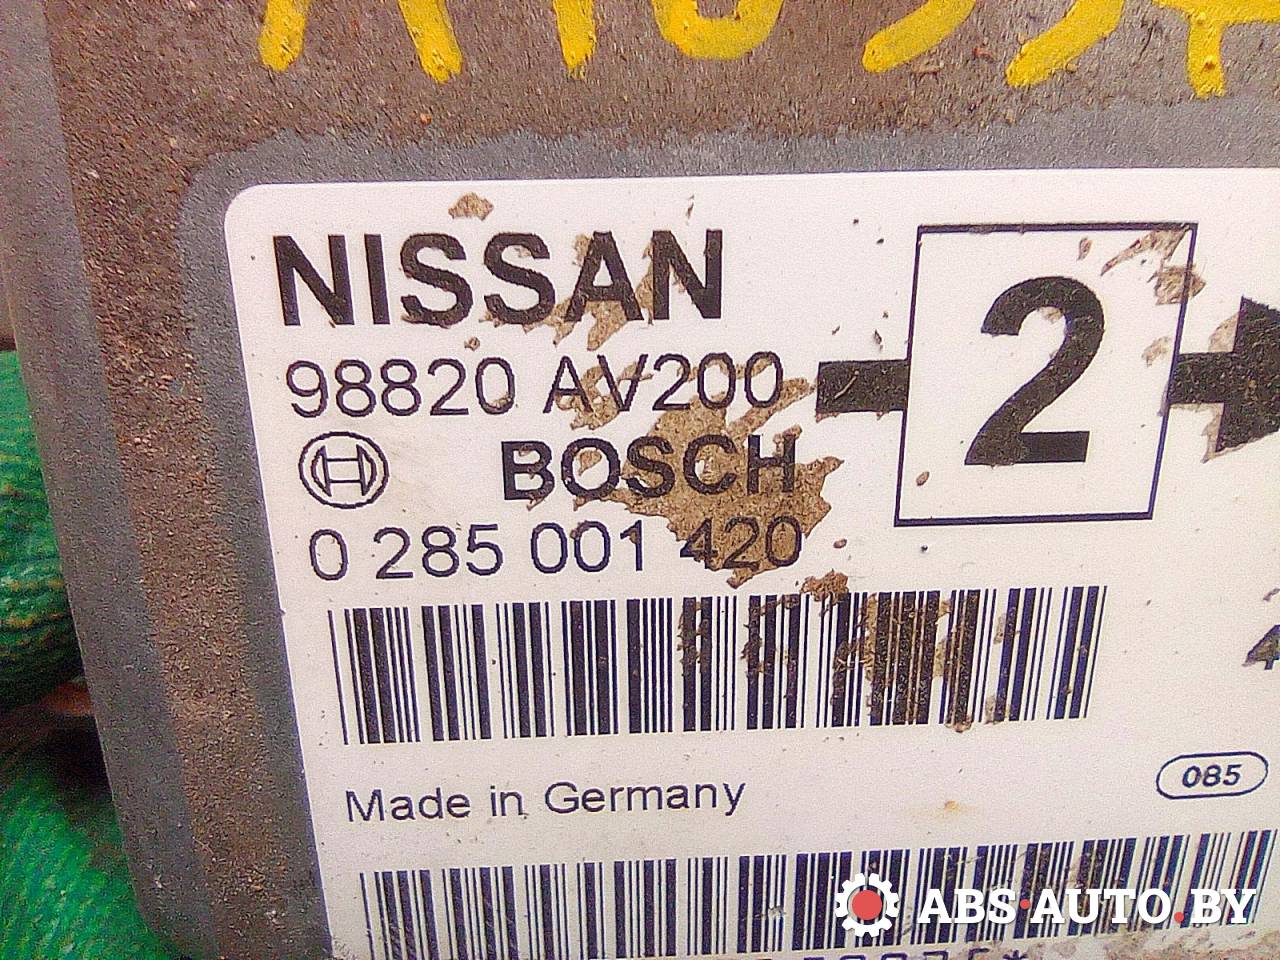 NISSAN
98820 AV200
2
BOSCH
0 285 001 420
Made in Germany
085
ABS·AUTO.BY